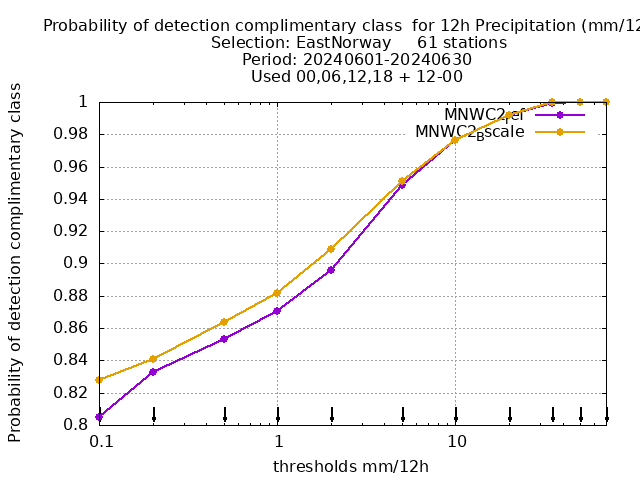 Probability of detection complimentary class  for 12h Precipitation (mm/12
Selection: EastNorway     61 stations
Period: 20240601-20240630
Used 00,06,12,18 + 12-00
Probability of detection complimentary class
1
0.98
0.96
0.94
0.92
0.9
0.88
0.86
0.84
0.82
0.8
MNWC2ref
MNWC2Bscale
0.1
1
10
thresholds mm/12h